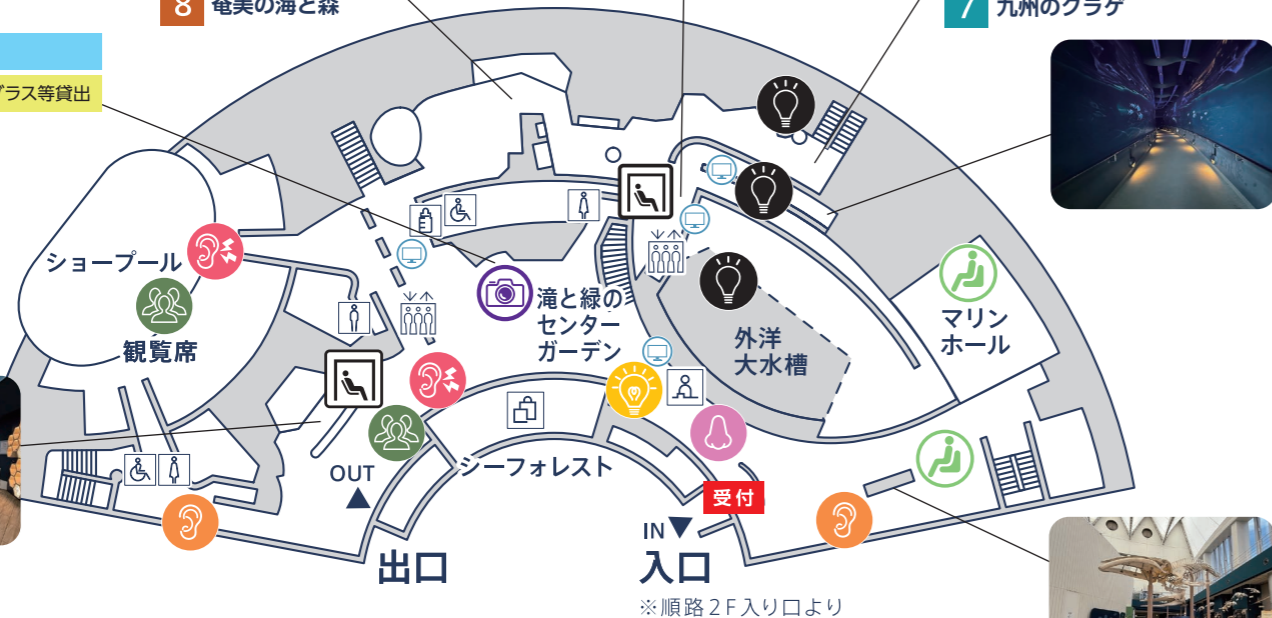 8 奄美の海と森
7 九州のクラゲ
グラス等貸出
ショープール
観覧席
滝と緑の
センター
ガーデン
外洋
大水槽
マリン
ホール
シーフォレスト
OUT
出口
受付
IN
入口
※順路2F入り口より